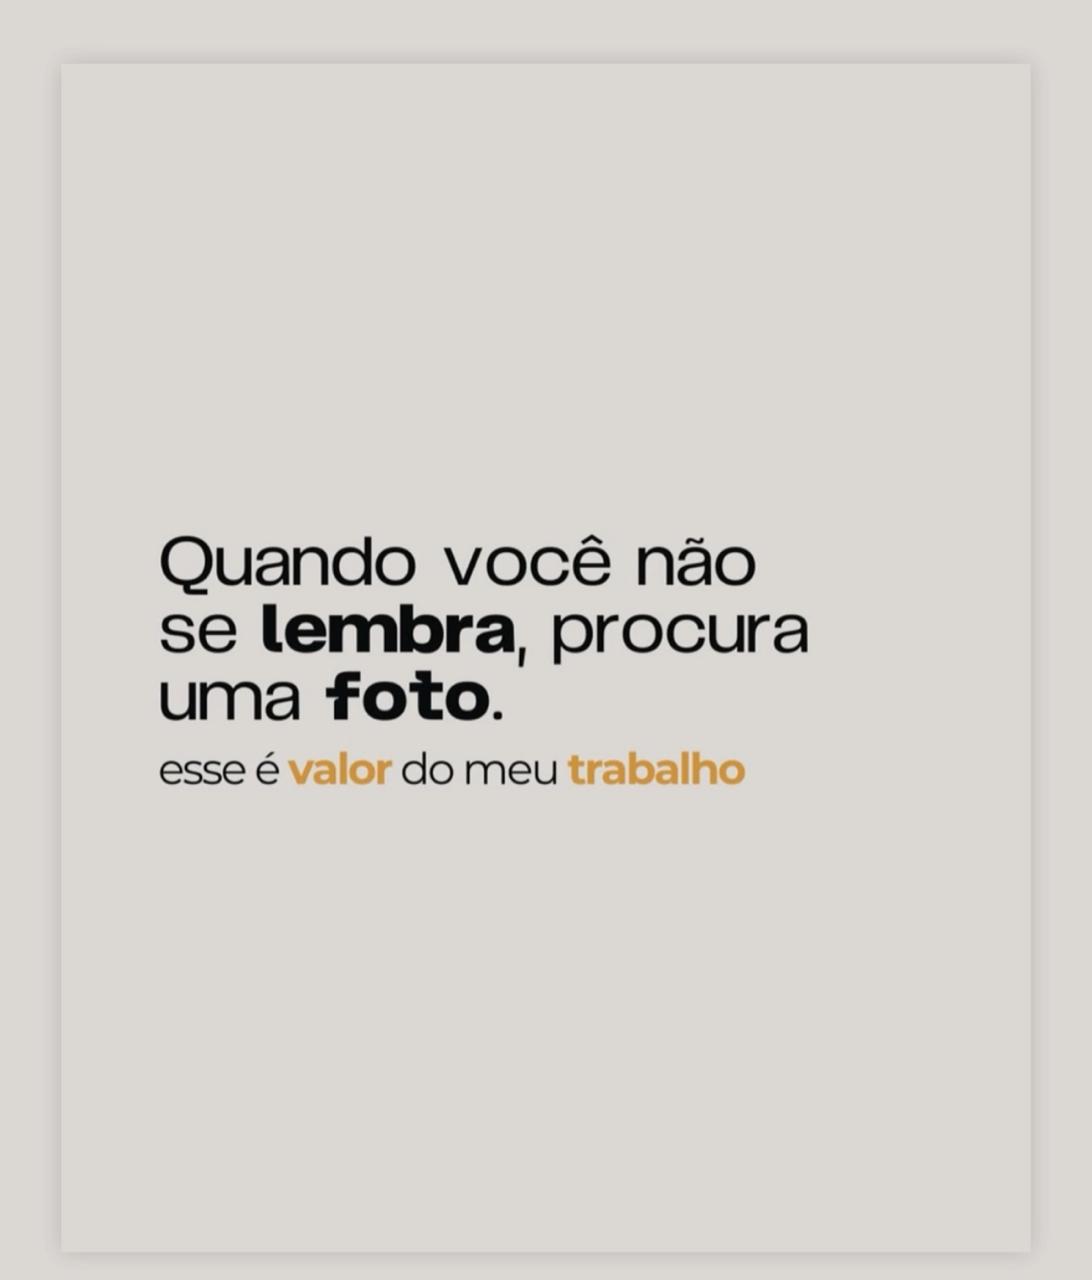 Quando você não
se lembra, procura
uma foto.
esse é valor do meu trabalho